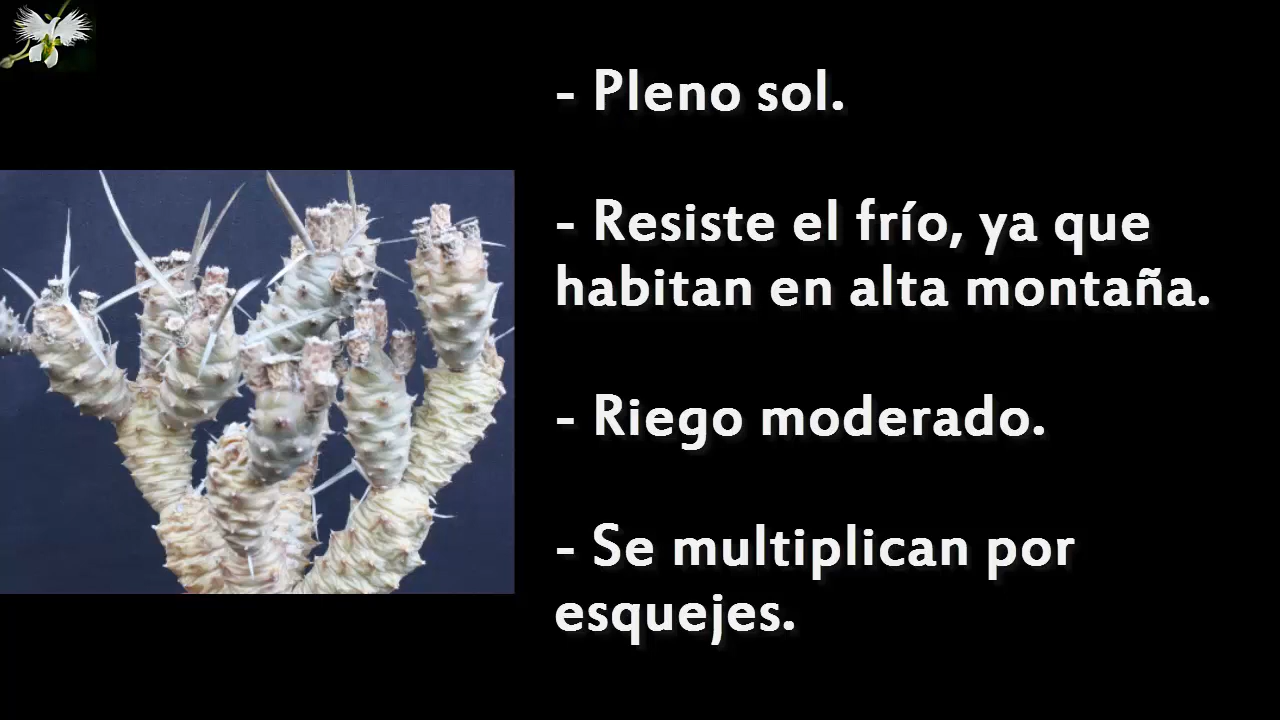 - Pleno sol.
- Resiste el frío, ya que
habitan en alta montaña.
- Riego moderado.
- Se multiplican por
esquejes.